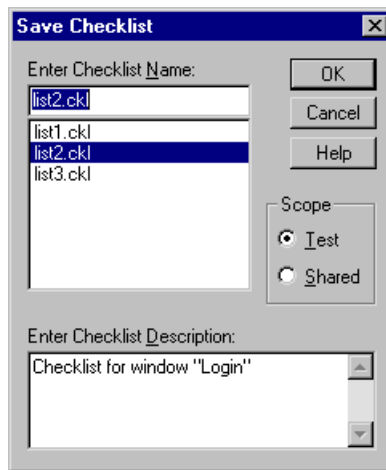 Save Checklist
Enter Checklist Name:
list2.ckl
list1.ckl
list2.ckl
list3.ckl
OK
Cancel
Help
Scope
Test
Shared
Enter Checklist Description:
Checklist for window "Login"